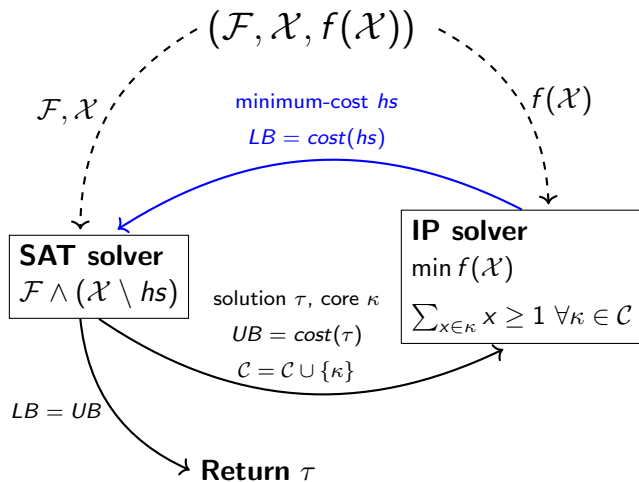 (ℱ, 𝒳, f(𝒳))
ℱ, 𝒳
f(𝒳)
minimum-cost hs
LB = cost(hs)
SAT solver
ℱ ∧ (𝒳 \ hs)
IP solver
min f(𝒳)
∑_{x∈κ} x ≥ 1 ∀κ ∈ 𝒞
solution τ, core κ
UB = cost(τ)
𝒞 = 𝒞 ∪ {κ}
LB = UB
Return τ